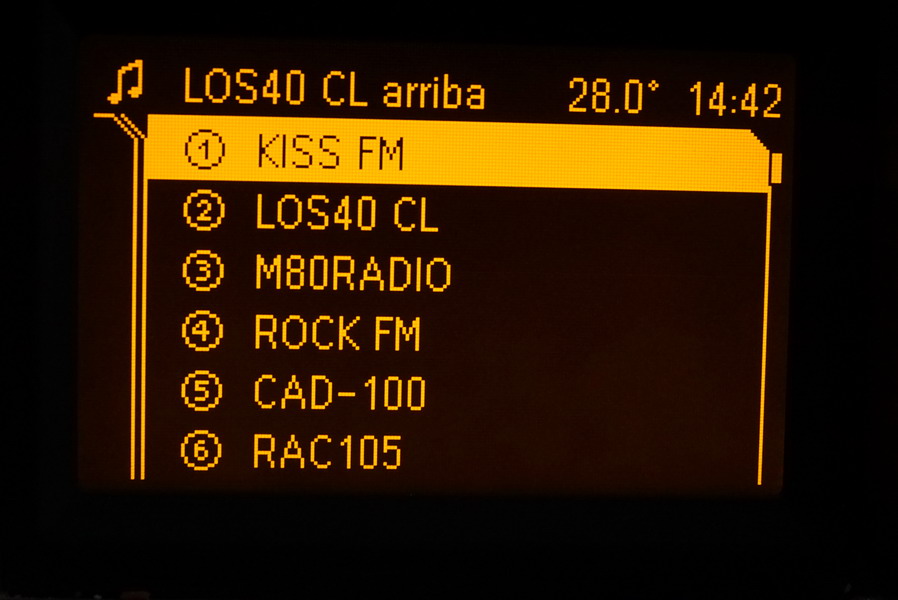 LOS40 CL arriba 28.0° 14:42
1 KISS FM
2 LOS40 CL
3 M80RADIO
4 ROCK FM
5 CAD-100
6 RAC105